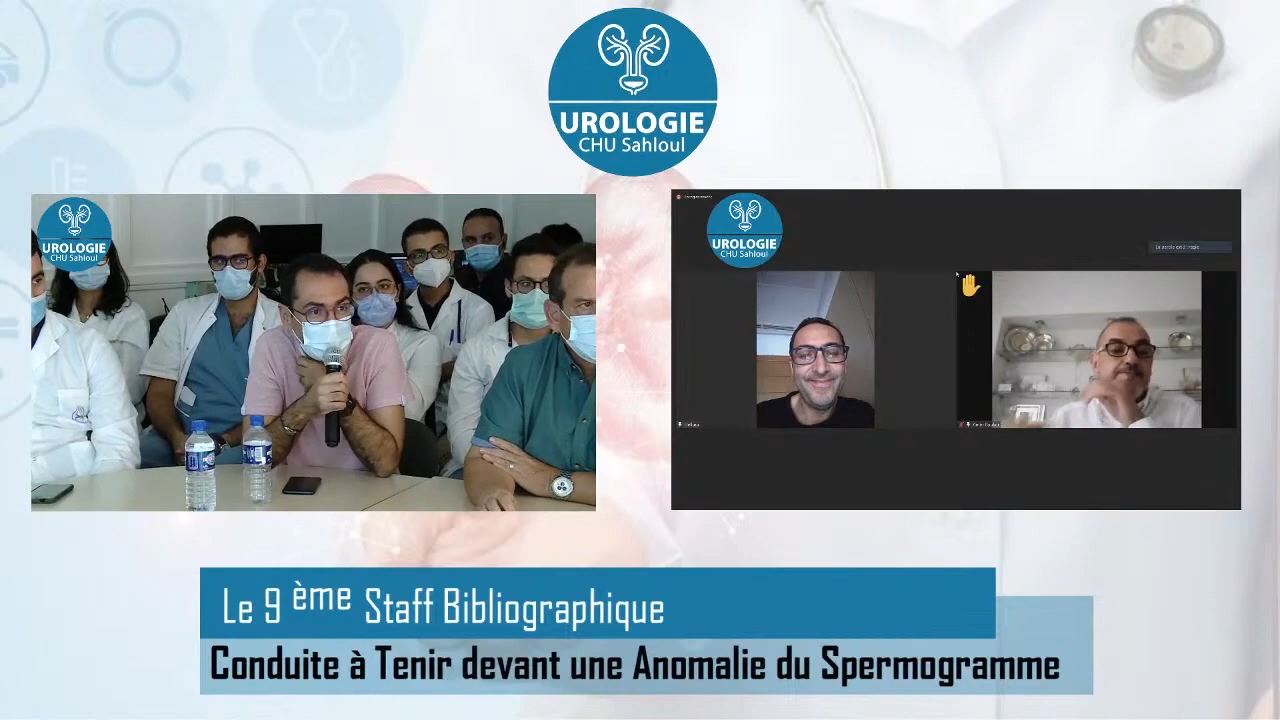 UROLOGIE
CHU Sahloul
UROLOGIE
CHU Sahloul
UROLOGIE
CHU Sahloul
Le 9 ème Staff Bibliographique
Conduite à Tenir devant une Anomalie du Spermogramme